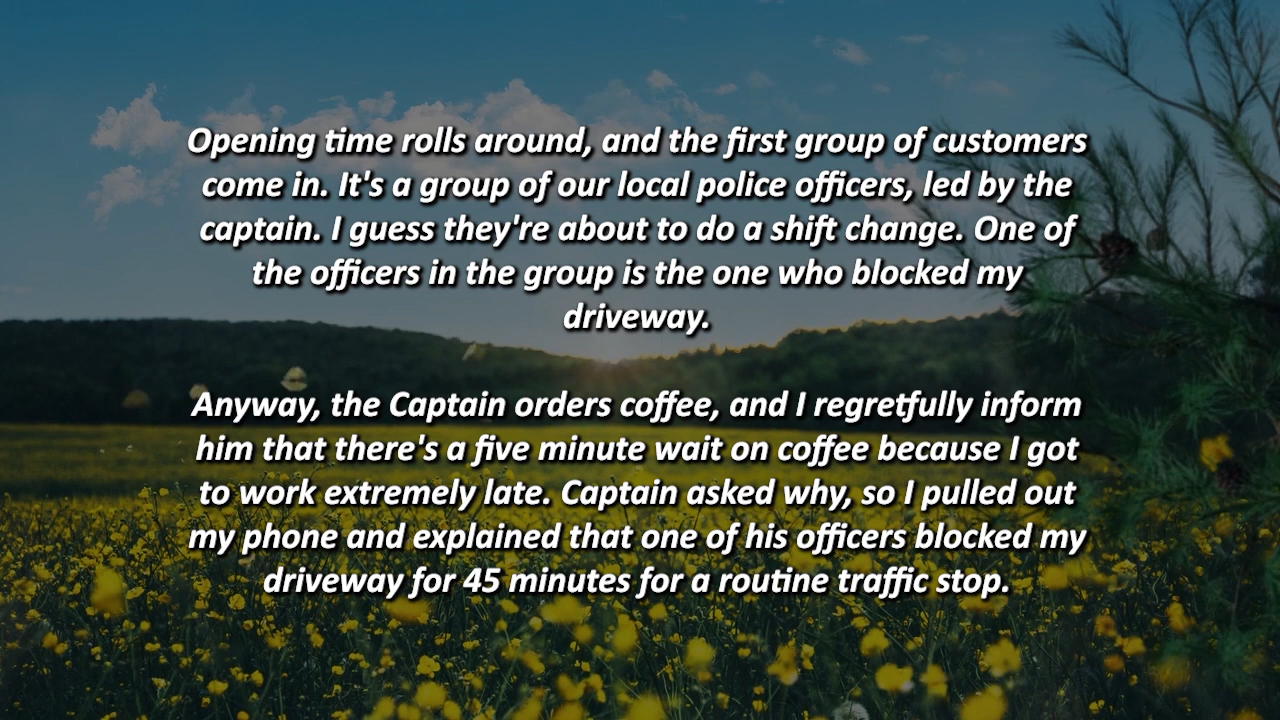 Opening time rolls around, and the first group of customers
come in. It's a group of our local police officers, led by the
captain. I guess they're about to do a shift change. One of
the officers in the group is the one who blocked my
driveway.
Anyway, the Captain orders coffee, and I regretfully inform
him that there's a five minute wait on coffee because I got
to work extremely late. Captain asked why, so I pulled out
my phone and explained that one of his officers blocked my
driveway for 45 minutes for a routine traffic stop.